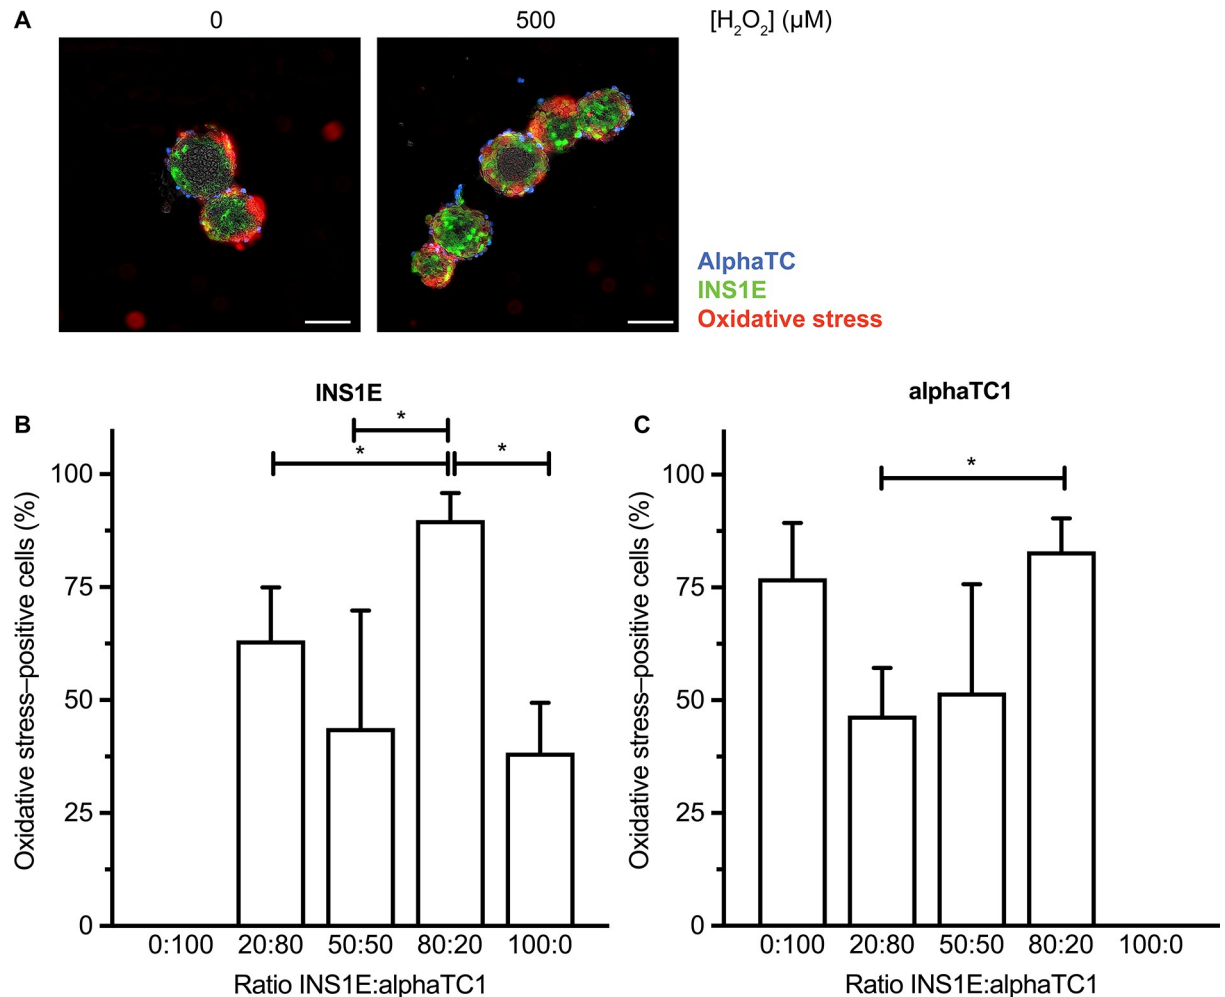 A 0 500 [H₂O₂] (µM)
AlphaTC
INS1E
Oxidative stress
B INS1E
* * *
Oxidative stress–positive cells (%)
100
75
50
25
0
0:100 20:80 50:50 80:20 100:0
Ratio INS1E:alphaTC1
C alphaTC1
*
Oxidative stress–positive cells (%)
100
75
50
25
0
0:100 20:80 50:50 80:20 100:0
Ratio INS1E:alphaTC1